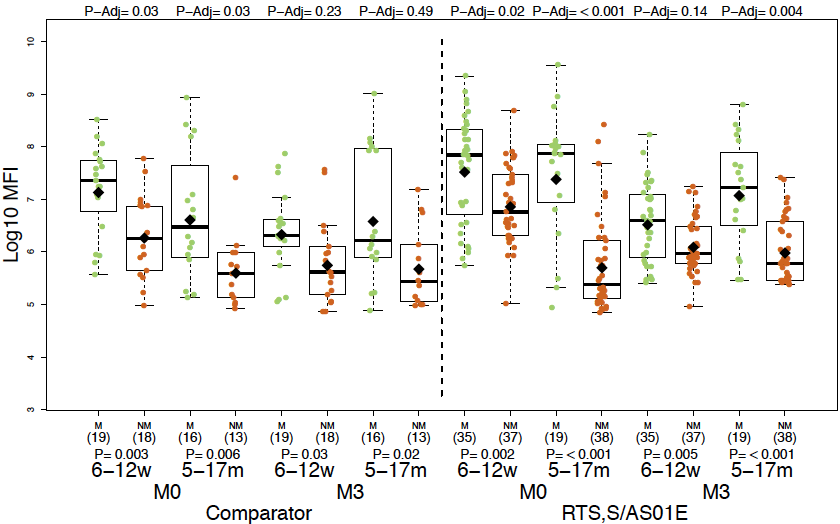 P-Adj= 0.03 P-Adj= 0.03 P-Adj= 0.23 P-Adj= 0.49 P-Adj= 0.02 P-Adj= < 0.001 P-Adj= 0.14 P-Adj= 0.004
10
9
8
7
6
5
4
3
Log10 MFI
M NM M NM M NM M NM M NM M NM M NM M NM
(19) (18) (16) (13) (19) (18) (16) (13) (35) (37) (19) (38) (35) (37) (19) (38)
P= 0.003 P= 0.006 P= 0.03 P= 0.02 P= 0.002 P= <0.001 P= 0.005 P= <0.001
6-12w 5-17m 6-12w 5-17m 6-12w 5-17m 6-12w 5-17m
M0 M3 M0 M3
Comparator RTS,S/AS01E